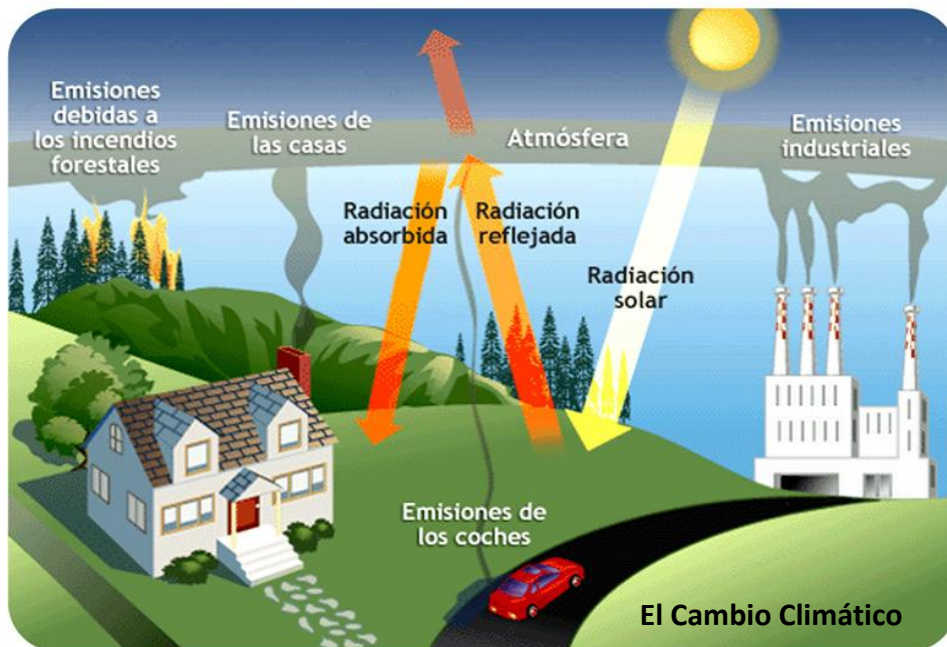 Emisiones
debidas a
los incendios
forestales
Emisiones de
las casas
Atmósfera
Emisiones
industriales
Radiación
absorbida
Radiación
reflejada
Radiación
solar
Emisiones de
los coches
El Cambio Climático